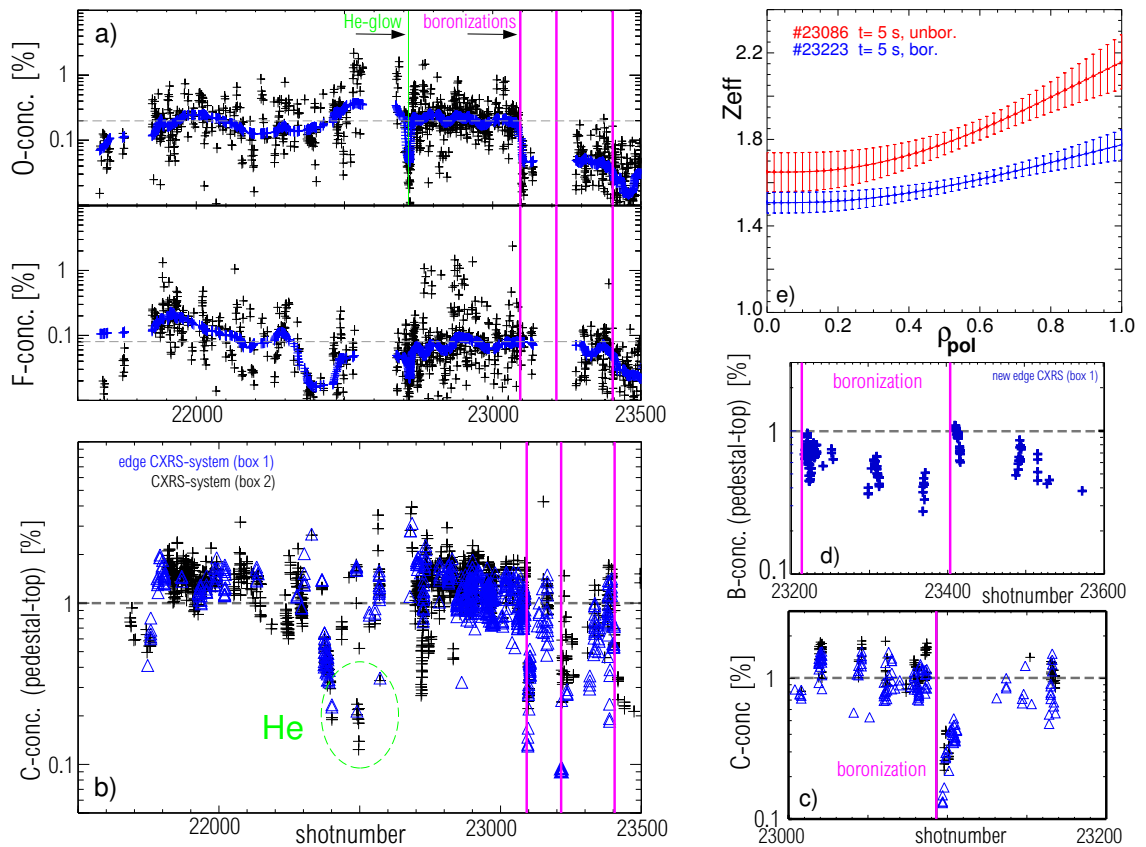 He-glow
boronizations
a)
O-conc. [%]
1
0.1
F-conc. [%]
1
0.1
22000
23000
23500
edge CXRS-system (box 1)
CXRS-system (box 2)
C-conc. (pedestal-top) [%]
1
0.1
He
b)
22000
shotnumber
23000
23500
#23086 t= 5 s, unbor.
#23223 t= 5 s, bor.
Zeff
2.2
1.8
1.4
1.0
e)
0.0
0.2
0.4
0.6
0.8
1.0
ρpol
boronization
new edge CXRS (box 1)
B-conc. (pedestal-top) [%]
1
0.1
d)
23200
23400
shotnumber
23600
C-conc [%]
1
0.1
boronization
c)
23000
shotnumber
23200